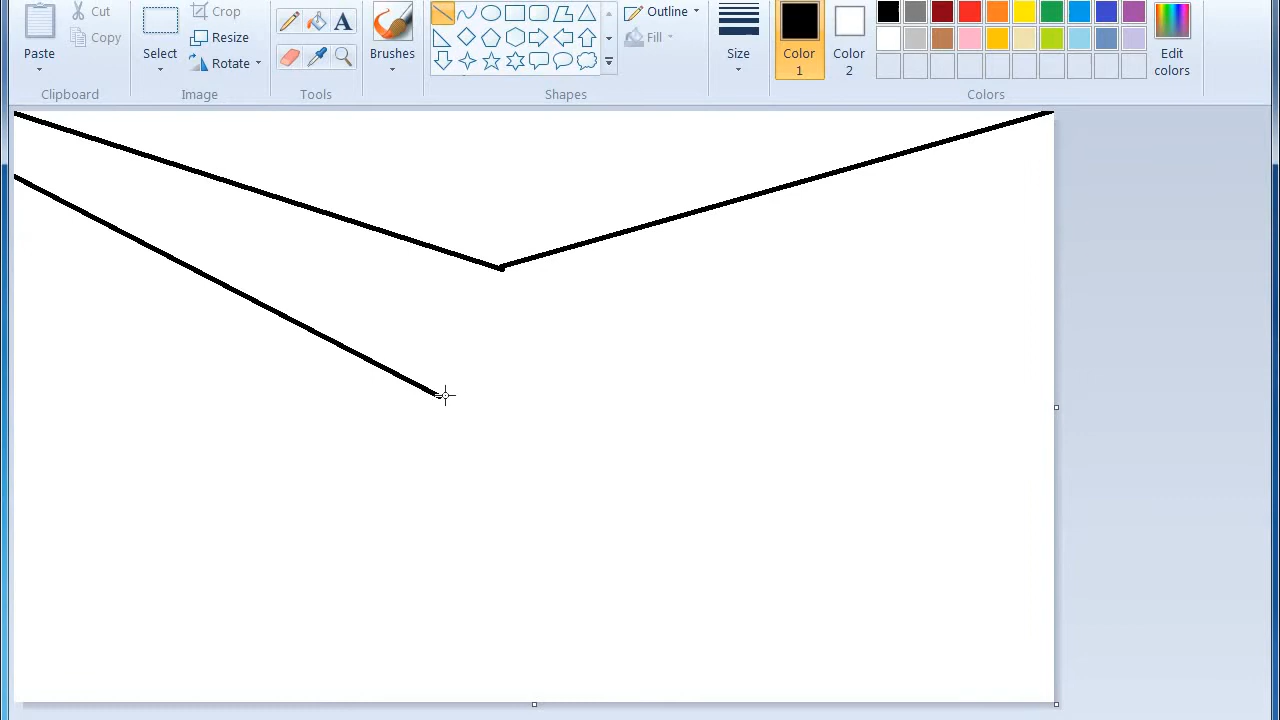 Cut
Copy
Paste
Clipboard
Crop
Resize
Rotate
Select
Image
A
Tools
Brushes
Outline
Fill
Shapes
Size
Color
1
Color
2
Edit
colors
Colors